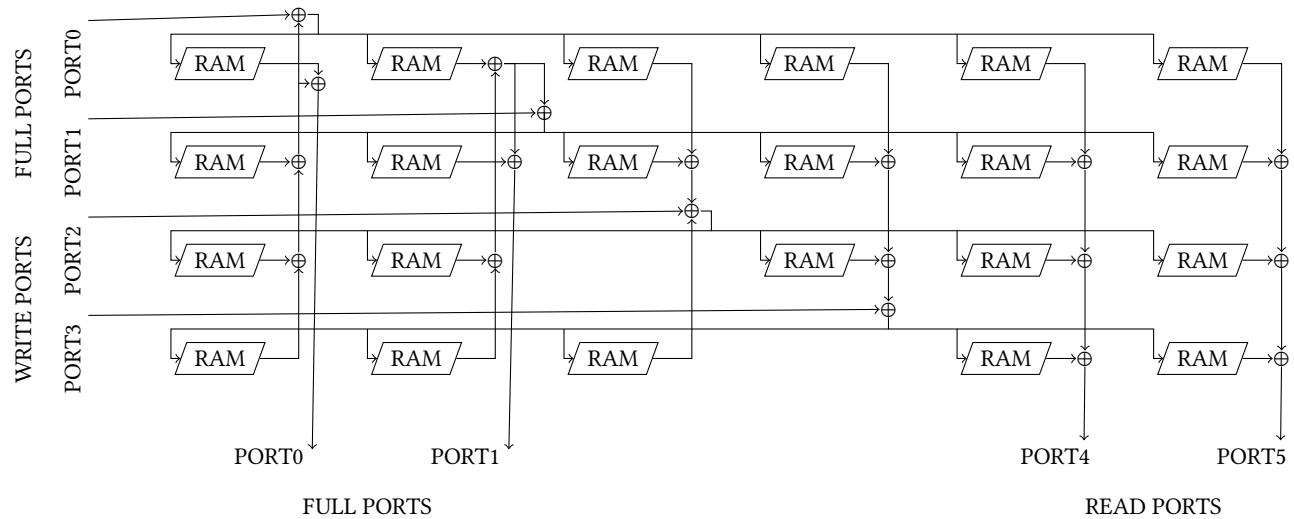 FULL PORTS
WRITE PORTS
PORT0
PORT1
PORT2
PORT3
RAM RAM RAM RAM RAM RAM
RAM RAM RAM RAM RAM RAM
RAM RAM RAM RAM RAM
RAM RAM RAM RAM RAM
PORT0 PORT1 PORT4 PORT5
FULL PORTS READ PORTS